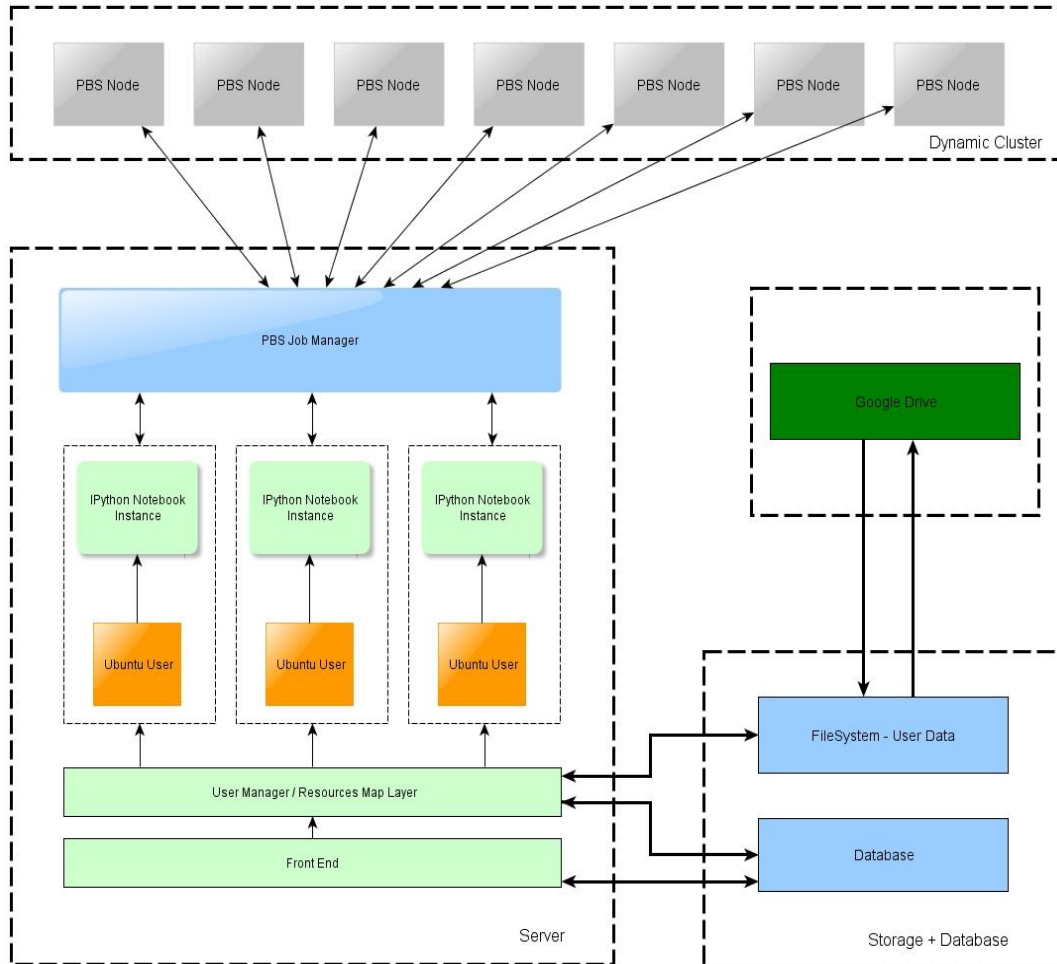 PBS Node
PBS Node
PBS Node
PBS Node
PBS Node
PBS Node
PBS Node
Dynamic Cluster
PBS Job Manager
Google Drive
IPython Notebook
Instance
IPython Notebook
Instance
IPython Notebook
Instance
Ubuntu User
Ubuntu User
Ubuntu User
FileSystem - User Data
User Manager / Resources Map Layer
Front End
Database
Server
Storage + Database